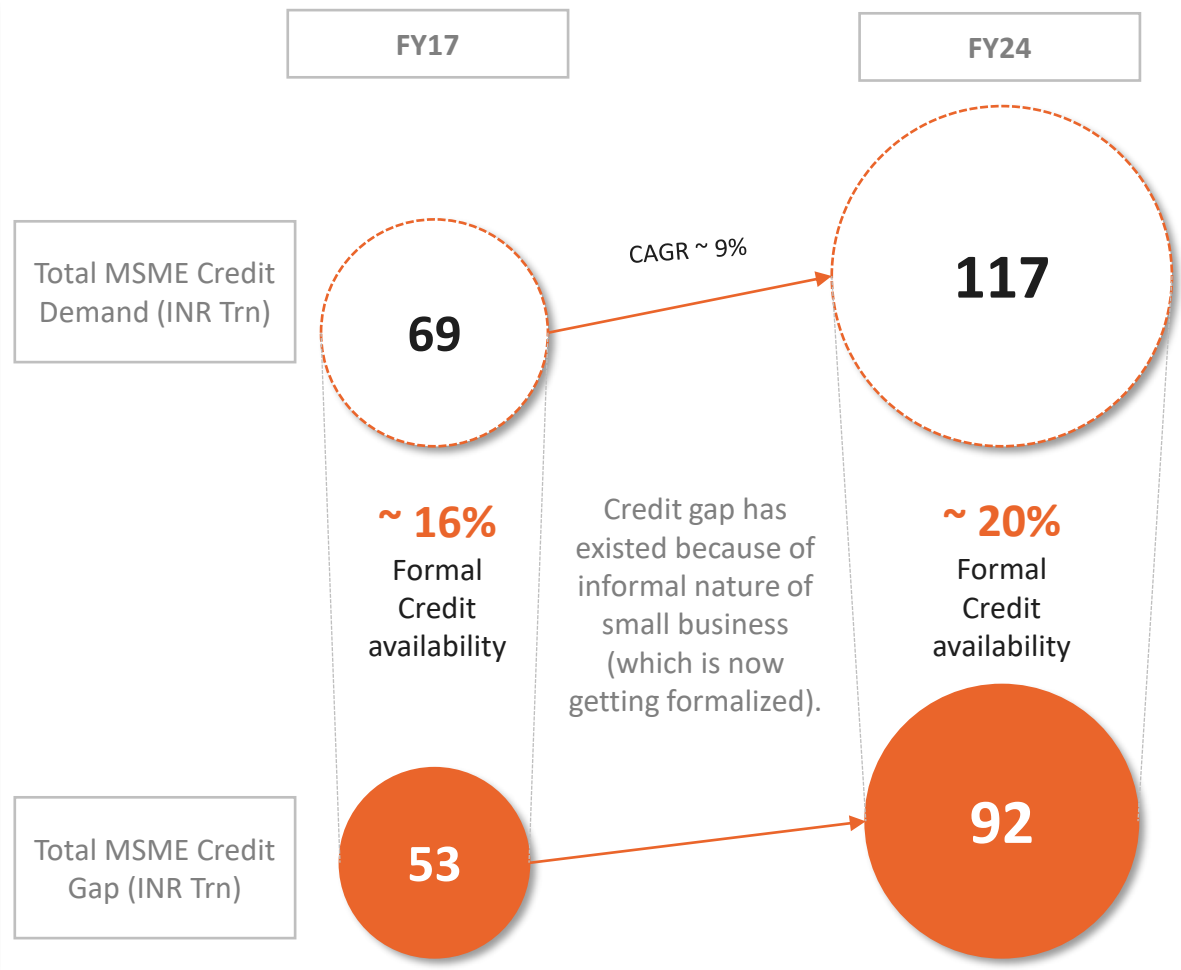 FY17
FY24
Total MSME Credit
Demand (INR Trn)
69
CAGR ~ 9%
117
~ 16%
Formal
Credit
availability
Credit gap has
existed because of
informal nature of
small business
(which is now
getting formalized).
~ 20%
Formal
Credit
availability
Total MSME Credit
Gap (INR Trn)
53
92